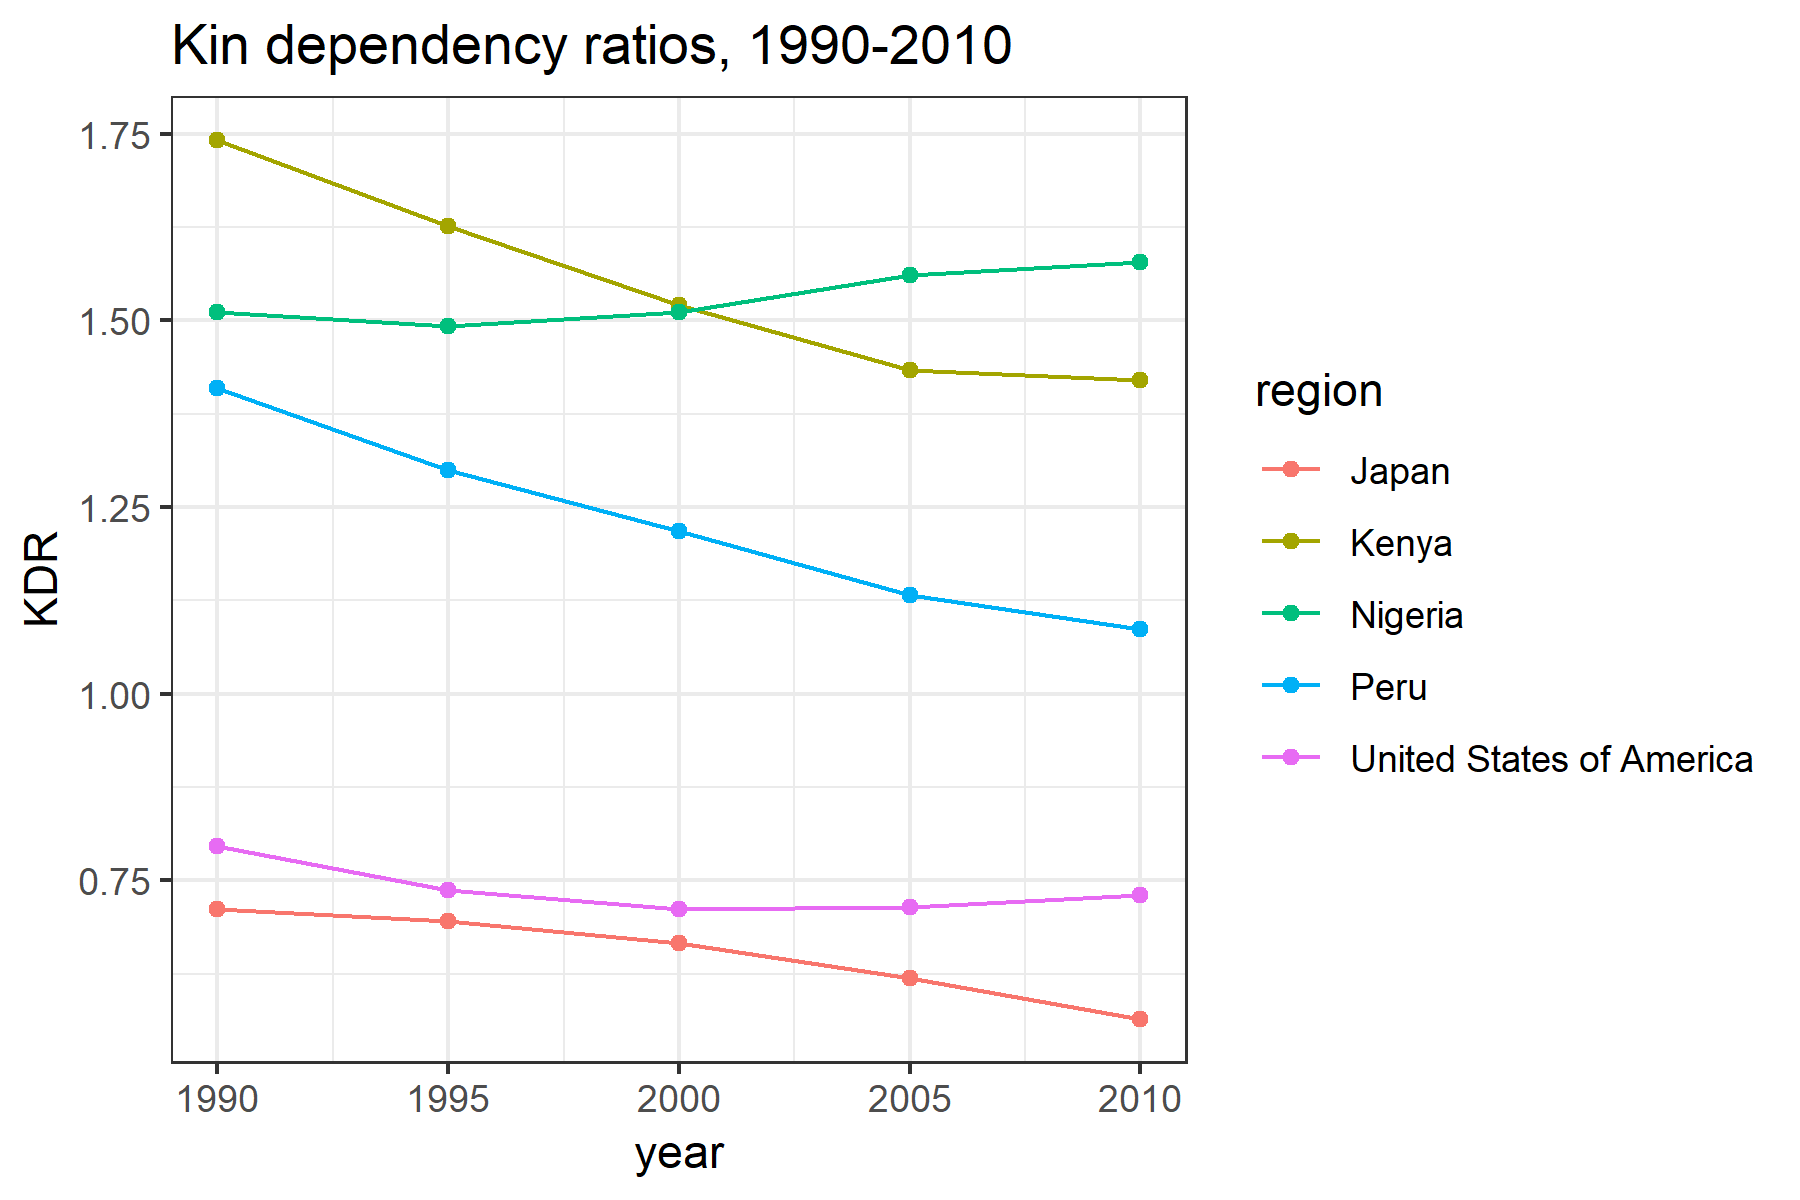 Kin dependency ratios, 1990-2010
1.75
1.50
1.25
1.00
0.75
KDR
1990 1995 2000 2005 2010
year
region
Japan
Kenya
Nigeria
Peru
United States of America